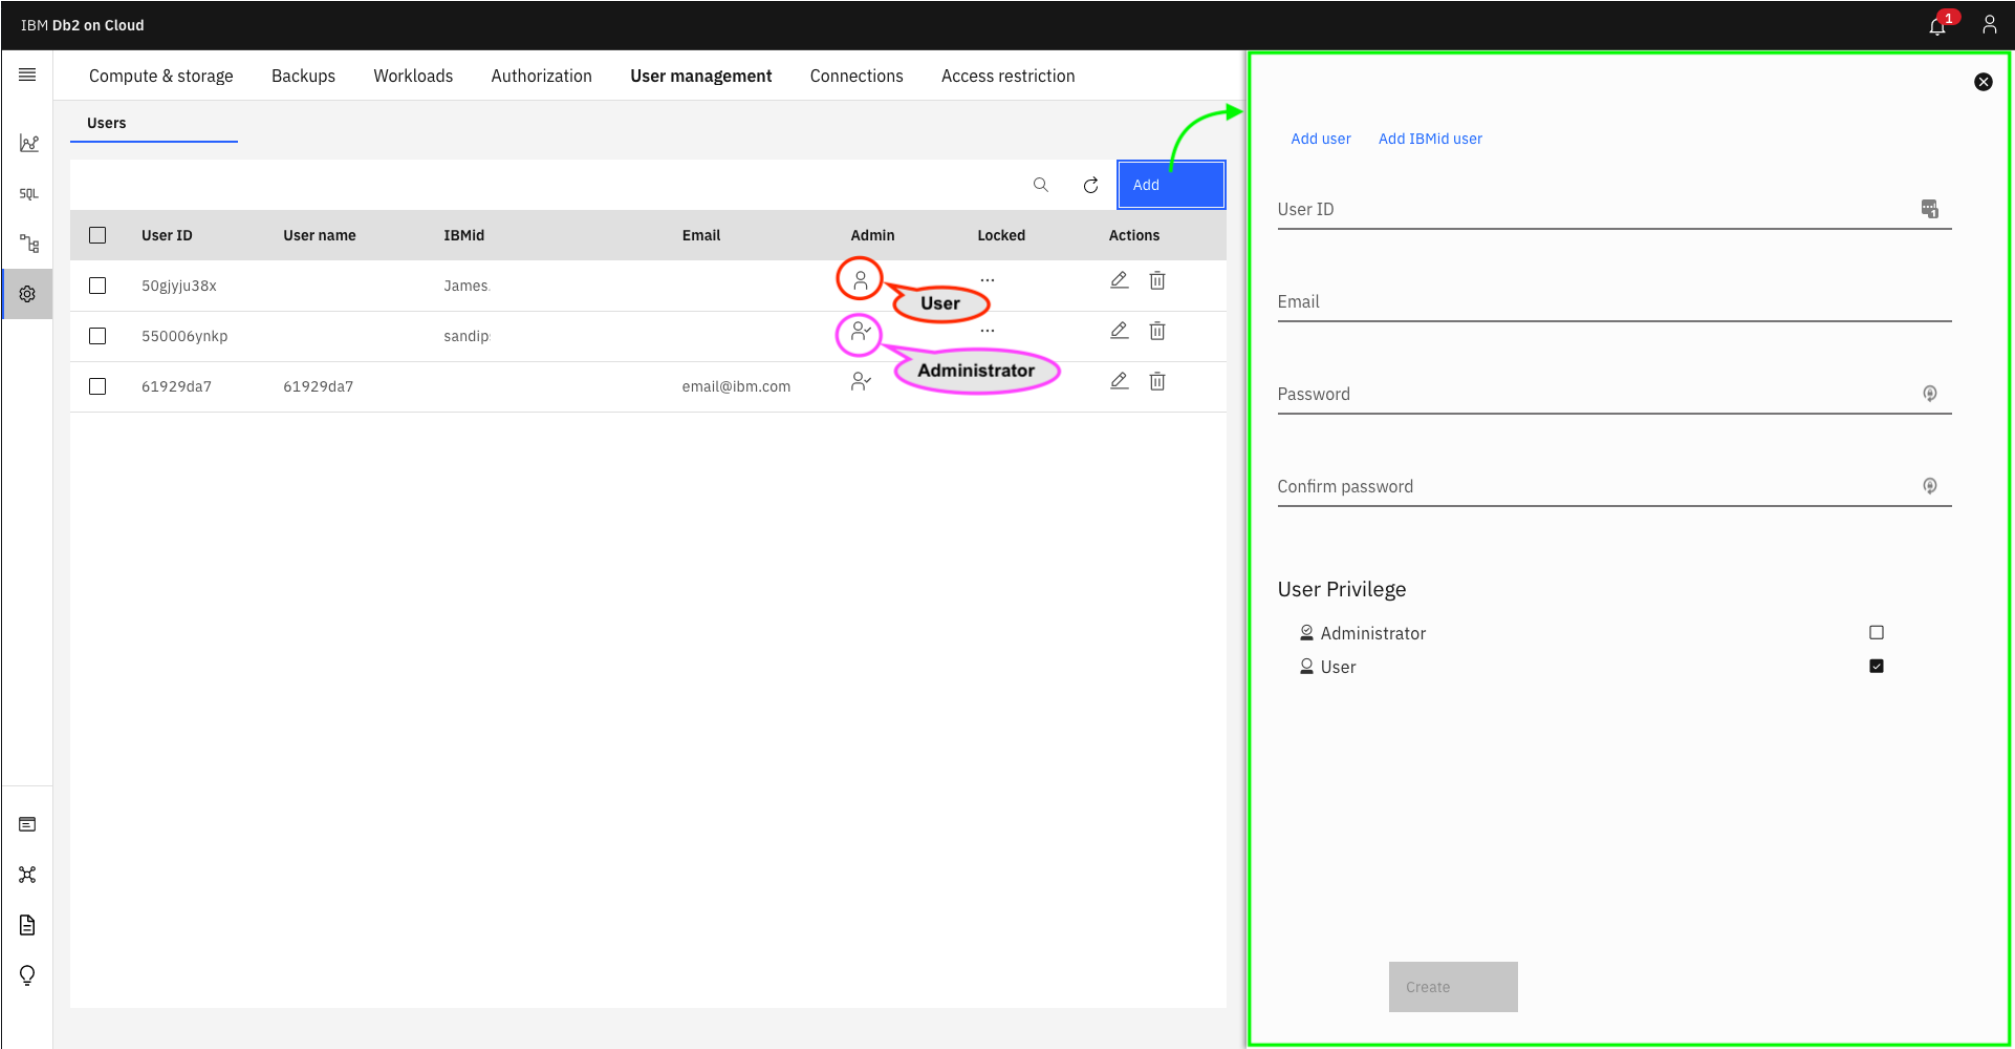 IBM Db2 on Cloud
1
Compute & storage Backups Workloads Authorization User management Connections Access restriction
Users
SQL
Add
User ID User name IBMid Email Admin Locked Actions
50gjyju38x James. ...
User
550006ynkp sandip ...
Administrator
61929da7 61929da7 email@ibm.com
Add user Add IBMid user
User ID
Email
Password
Confirm password
User Privilege
Administrator
User
Create